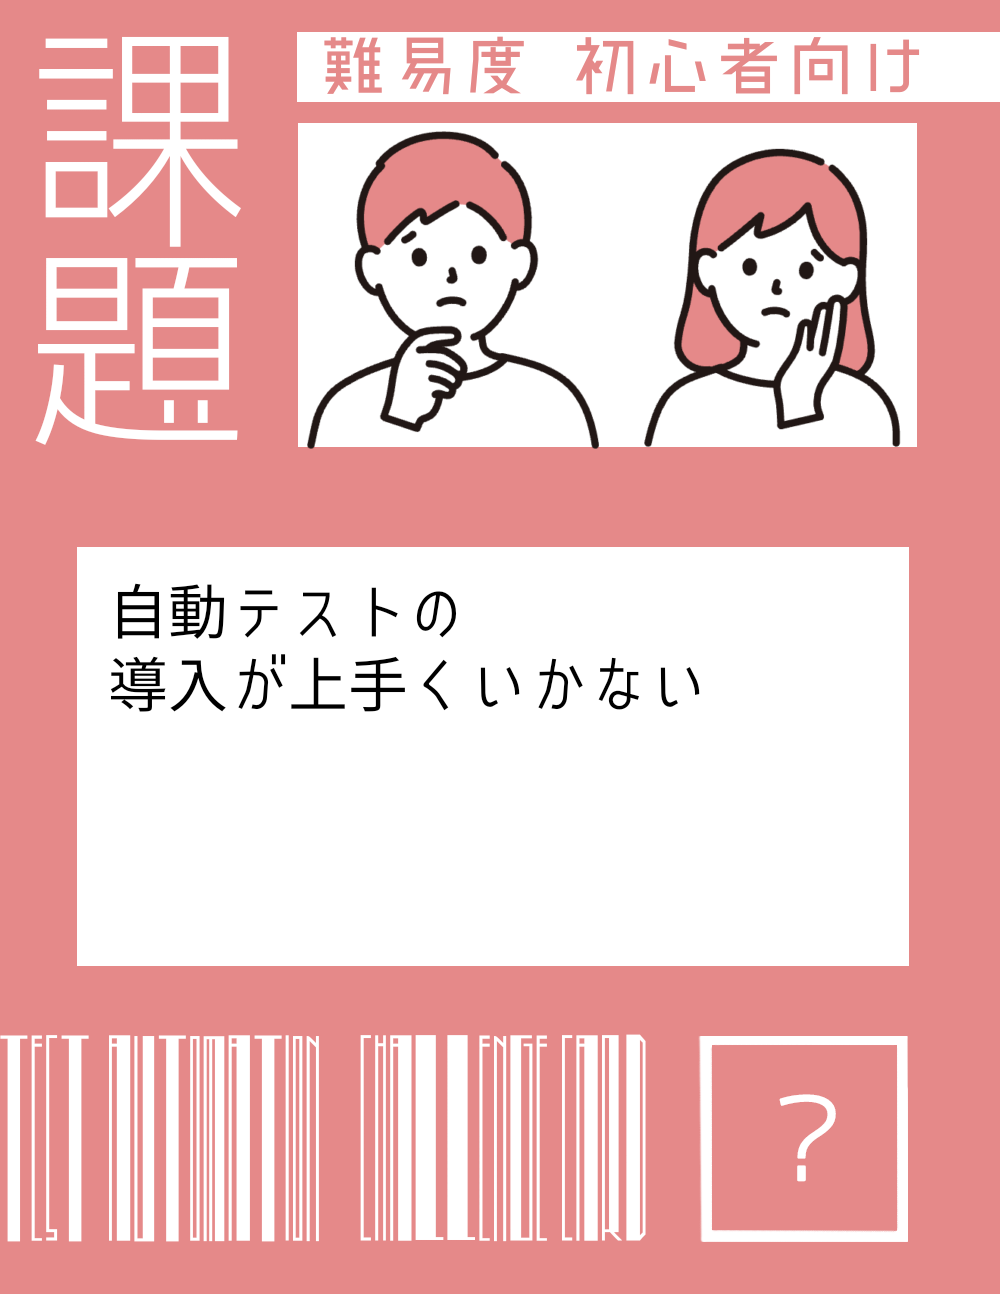 課題
難易度 初心者向け
自動テストの
導入が上手くいかない
TEST AUTOMATION CHALLENGE CARD
?